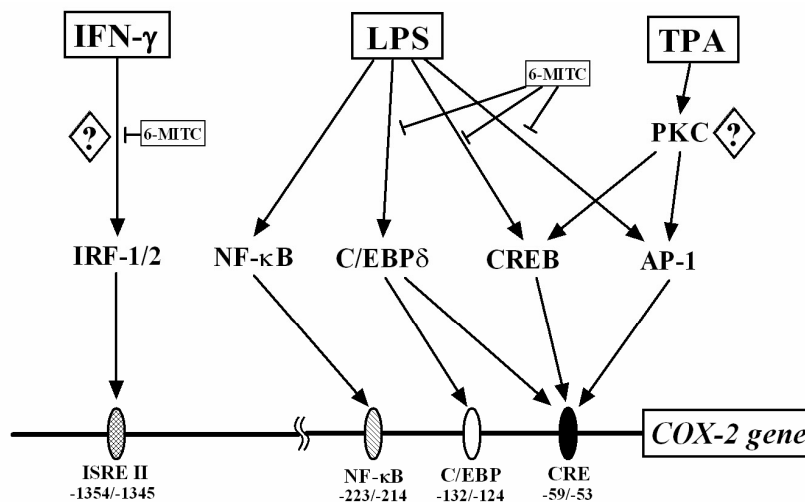 IFN-γ
LPS
TPA
6-MITC
?
6-MITC
PKC
?
IRF-1/2
NF-κB
C/EBPδ
CREB
AP-1
COX-2 gene
ISRE II
-1354/-1345
NF-κB
-223/-214
C/EBP
-132/-124
CRE
-59/-53